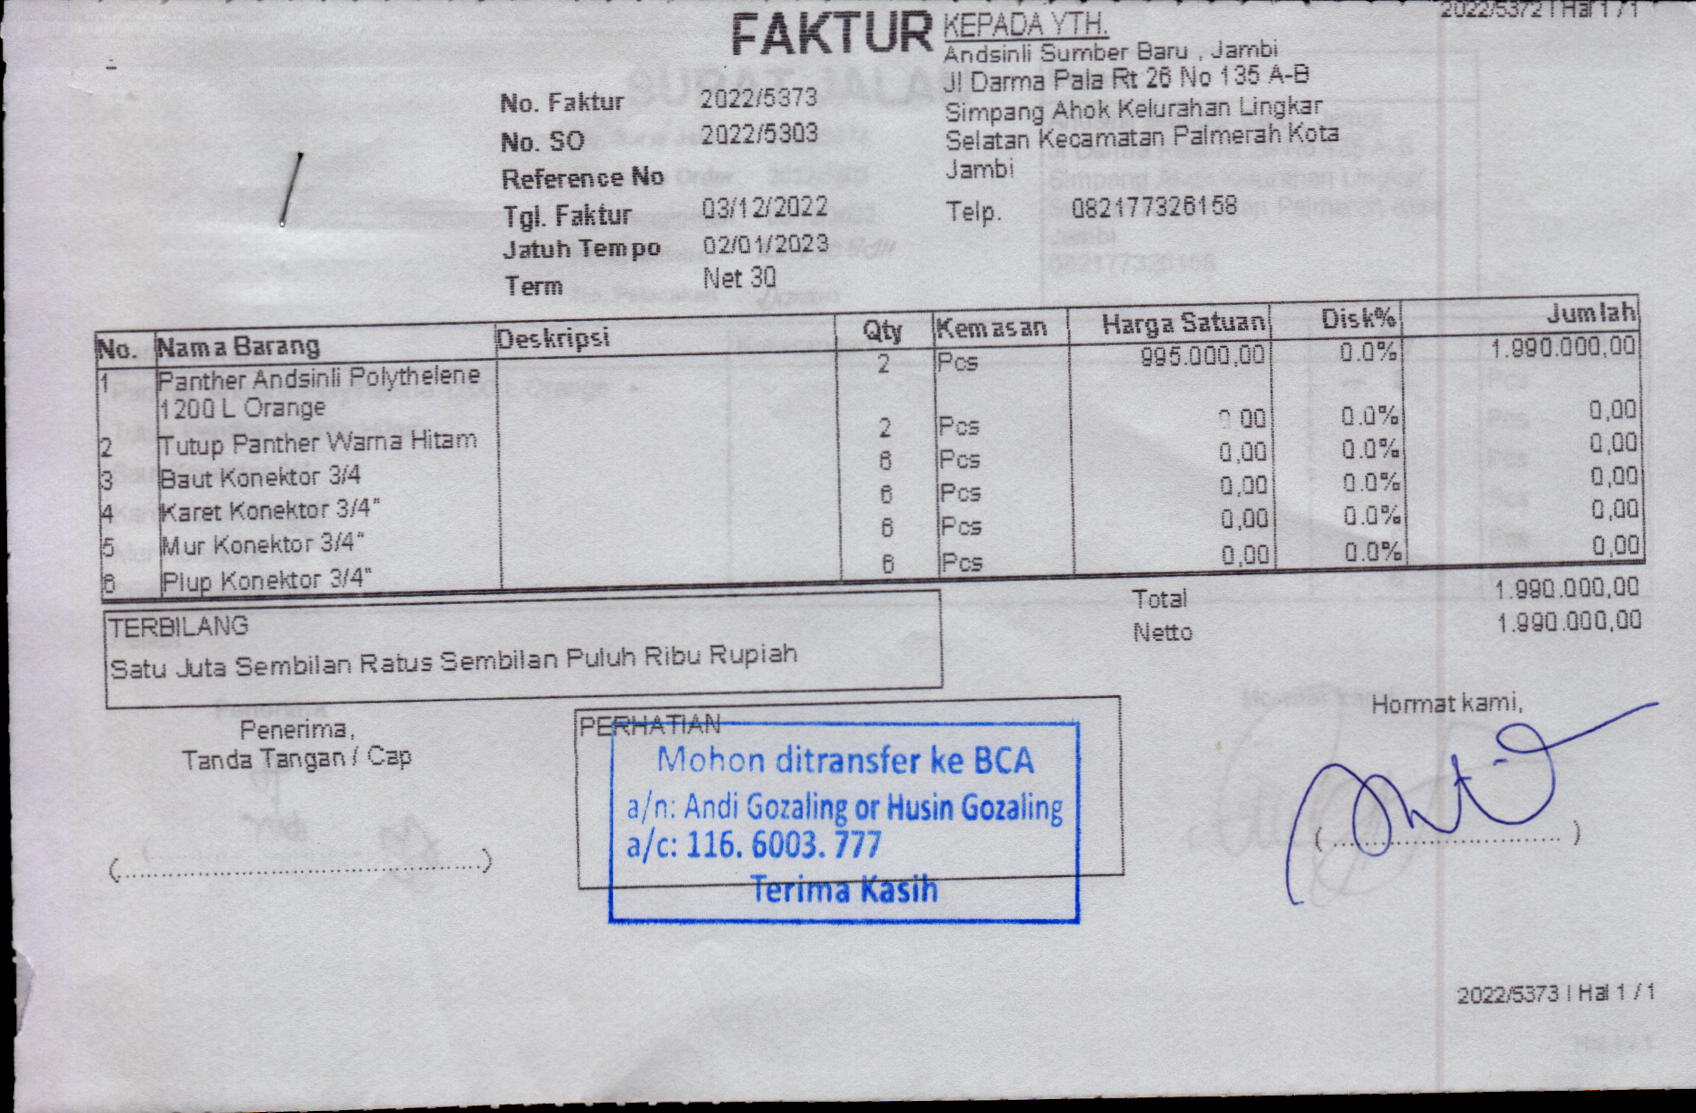 2022/5372 | Hal 1 / 1
FAKTUR
KEPADA YTH.
Andsinli Sumber Baru , Jambi
Jl Darma Pala Rt 26 No 135 A-B
Simpang Ahok Kelurahan Lingkar
Selatan Kecamatan Palmerah Kota
Jambi
Telp. 082177326158
No. Faktur 2022/5373
No. SO 2022/5303
Reference No
Tgl. Faktur 03/12/2022
Jatuh Tempo 02/01/2023
Term Net 30
No. Nama Barang Deskripsi Qty Kemasan Harga Satuan Disk% Jumlah
1 Panther Andsinli Polythelene 2 Pcs 995.000,00 0.0% 1.990.000,00
1200 L Orange
2 Tutup Panther Warna Hitam 2 Pcs 0,00 0.0% 0,00
3 Baut Konektor 3/4 6 Pcs 0,00 0.0% 0,00
4 Karet Konektor 3/4" 6 Pcs 0,00 0.0% 0,00
5 Mur Konektor 3/4" 6 Pcs 0,00 0.0% 0,00
6 Plup Konektor 3/4" 6 Pcs 0,00 0.0% 0,00
Total 1.990.000,00
Netto 1.990.000,00
TERBILANG
Satu Juta Sembilan Ratus Sembilan Puluh Ribu Rupiah
Penerima,
Tanda Tangan / Cap
(................................................)
PERHATIAN
Mohon ditransfer ke BCA
a/n: Andi Gozaling or Husin Gozaling
a/c: 116. 6003. 777
Terima Kasih
Hormat kami,
(................................)
2022/5373 | Hal 1 / 1